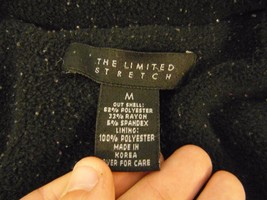 THE LIMITED
STRETCH
M
OUT SHELL:
62% POLYESTER
33% RAYON
5% SPANDEX
LINING:
100% POLYESTER
MADE IN
KOREA
OVER FOR CARE